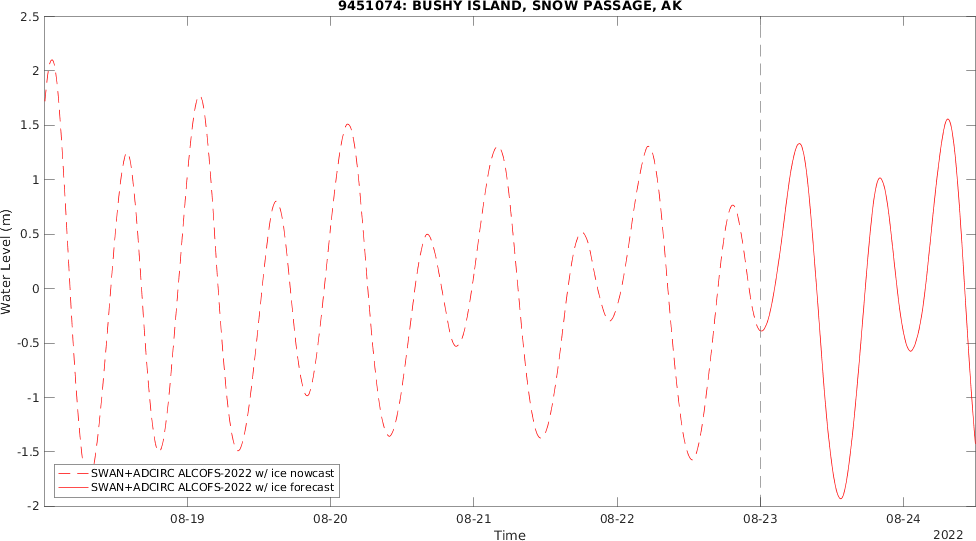 9451074: BUSHY ISLAND, SNOW PASSAGE, AK
2.5
2
1.5
1
0.5
0
-0.5
-1
-1.5
-2
Water Level (m)
SWAN+ADCIRC ALCOFS-2022 w/ ice nowcast
SWAN+ADCIRC ALCOFS-2022 w/ ice forecast
08-19 08-20 08-21 08-22 08-23 08-24
Time
2022